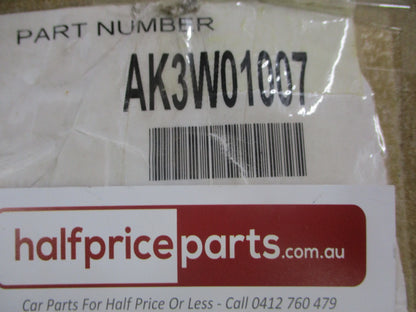 PART NUMBER
AK3W01007
halfpriceparts.com.au
Car Parts For Half Price Or Less - Call 0412 760 479